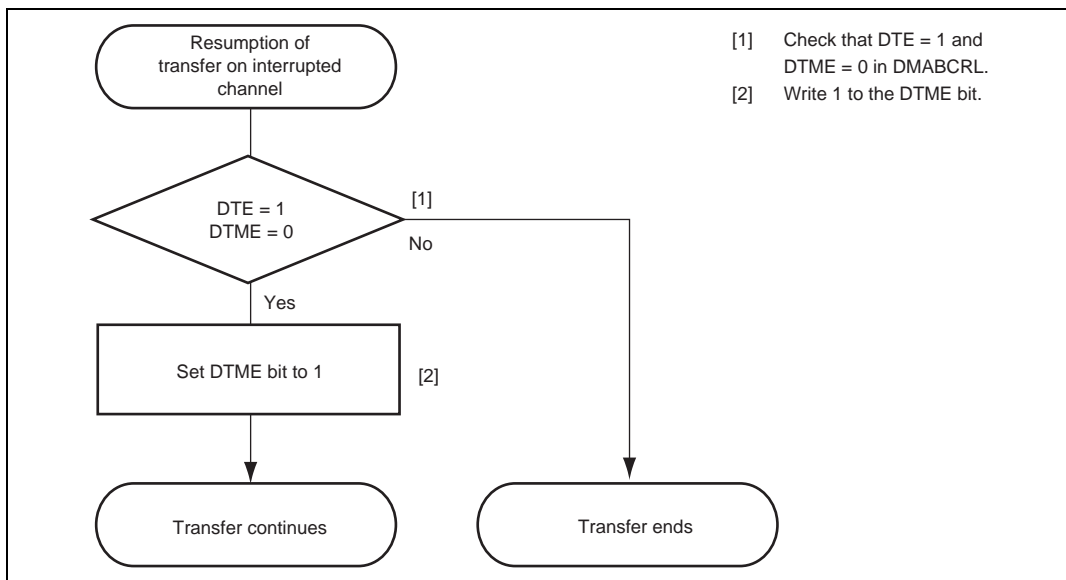 Resumption of
transfer on interrupted
channel
[1] Check that DTE = 1 and
DTME = 0 in DMABCRL.
[2] Write 1 to the DTME bit.
DTE = 1
DTME = 0
[1]
No
Yes
Set DTME bit to 1
[2]
Transfer continues
Transfer ends